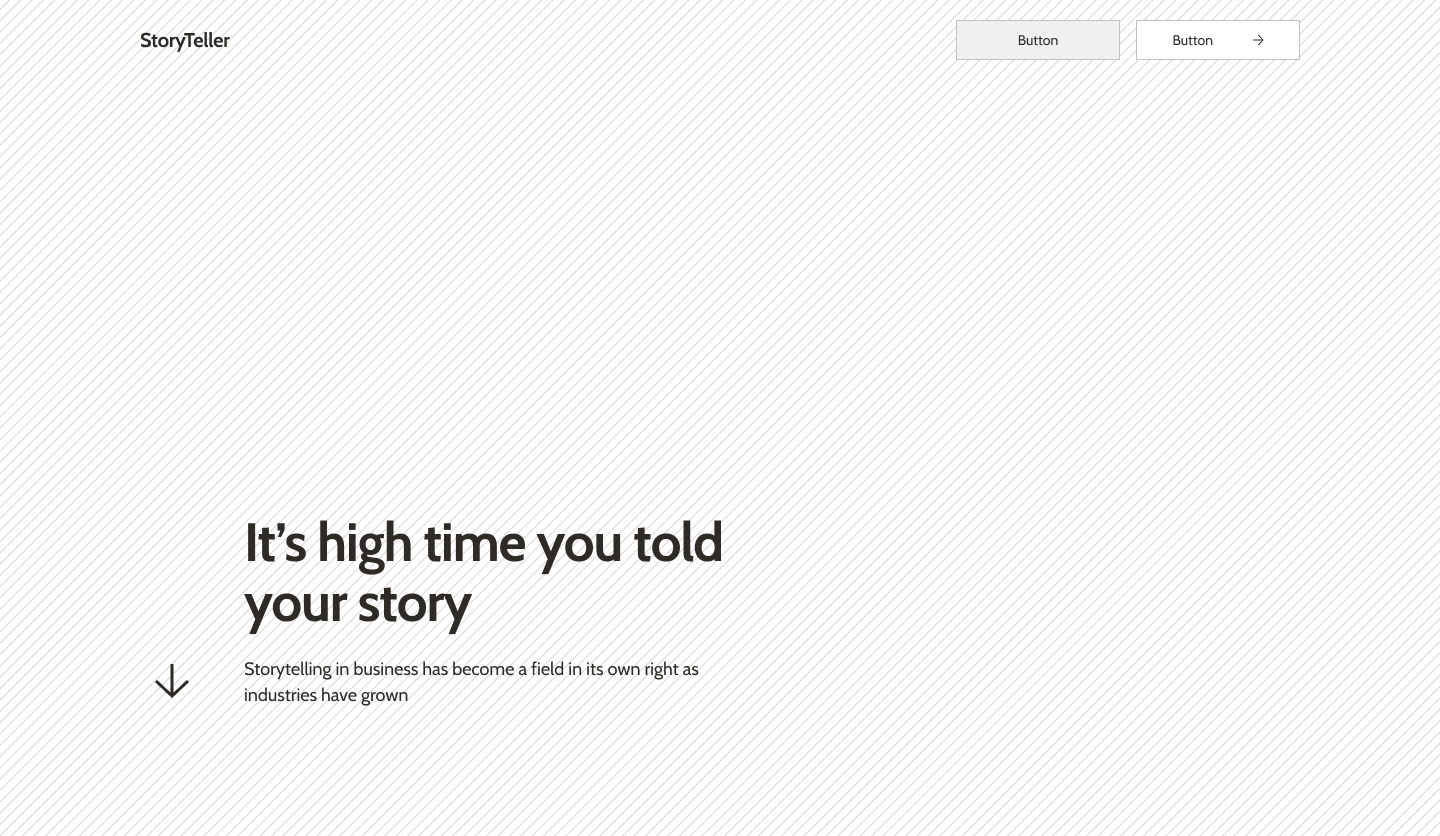 StoryTeller
Button
Button
It’s high time you told
your story
Storytelling in business has become a field in its own right as
industries have grown